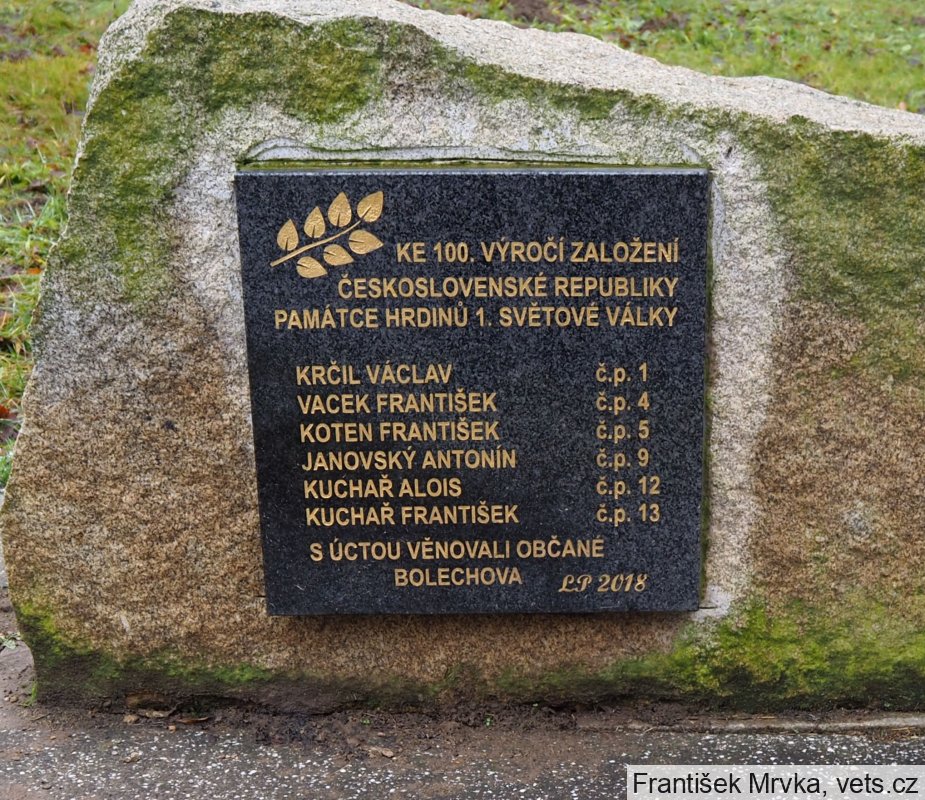 KE 100. VÝROČÍ ZALOŽENÍ
ČESKOSLOVENSKÉ REPUBLIKY
PAMÁTCE HRDINŮ 1. SVĚTOVÉ VÁLKY
KRČIL VÁCLAV č.p. 1
VACEK FRANTIŠEK č.p. 4
KOTEN FRANTIŠEK č.p. 5
JANOVSKÝ ANTONÍN č.p. 9
KUCHAŘ ALOIS č.p. 12
KUCHAŘ FRANTIŠEK č.p. 13
S ÚCTOU VĚNOVALI OBČANÉ
BOLECHOVA LP 2018
František Mrvka, vets.cz